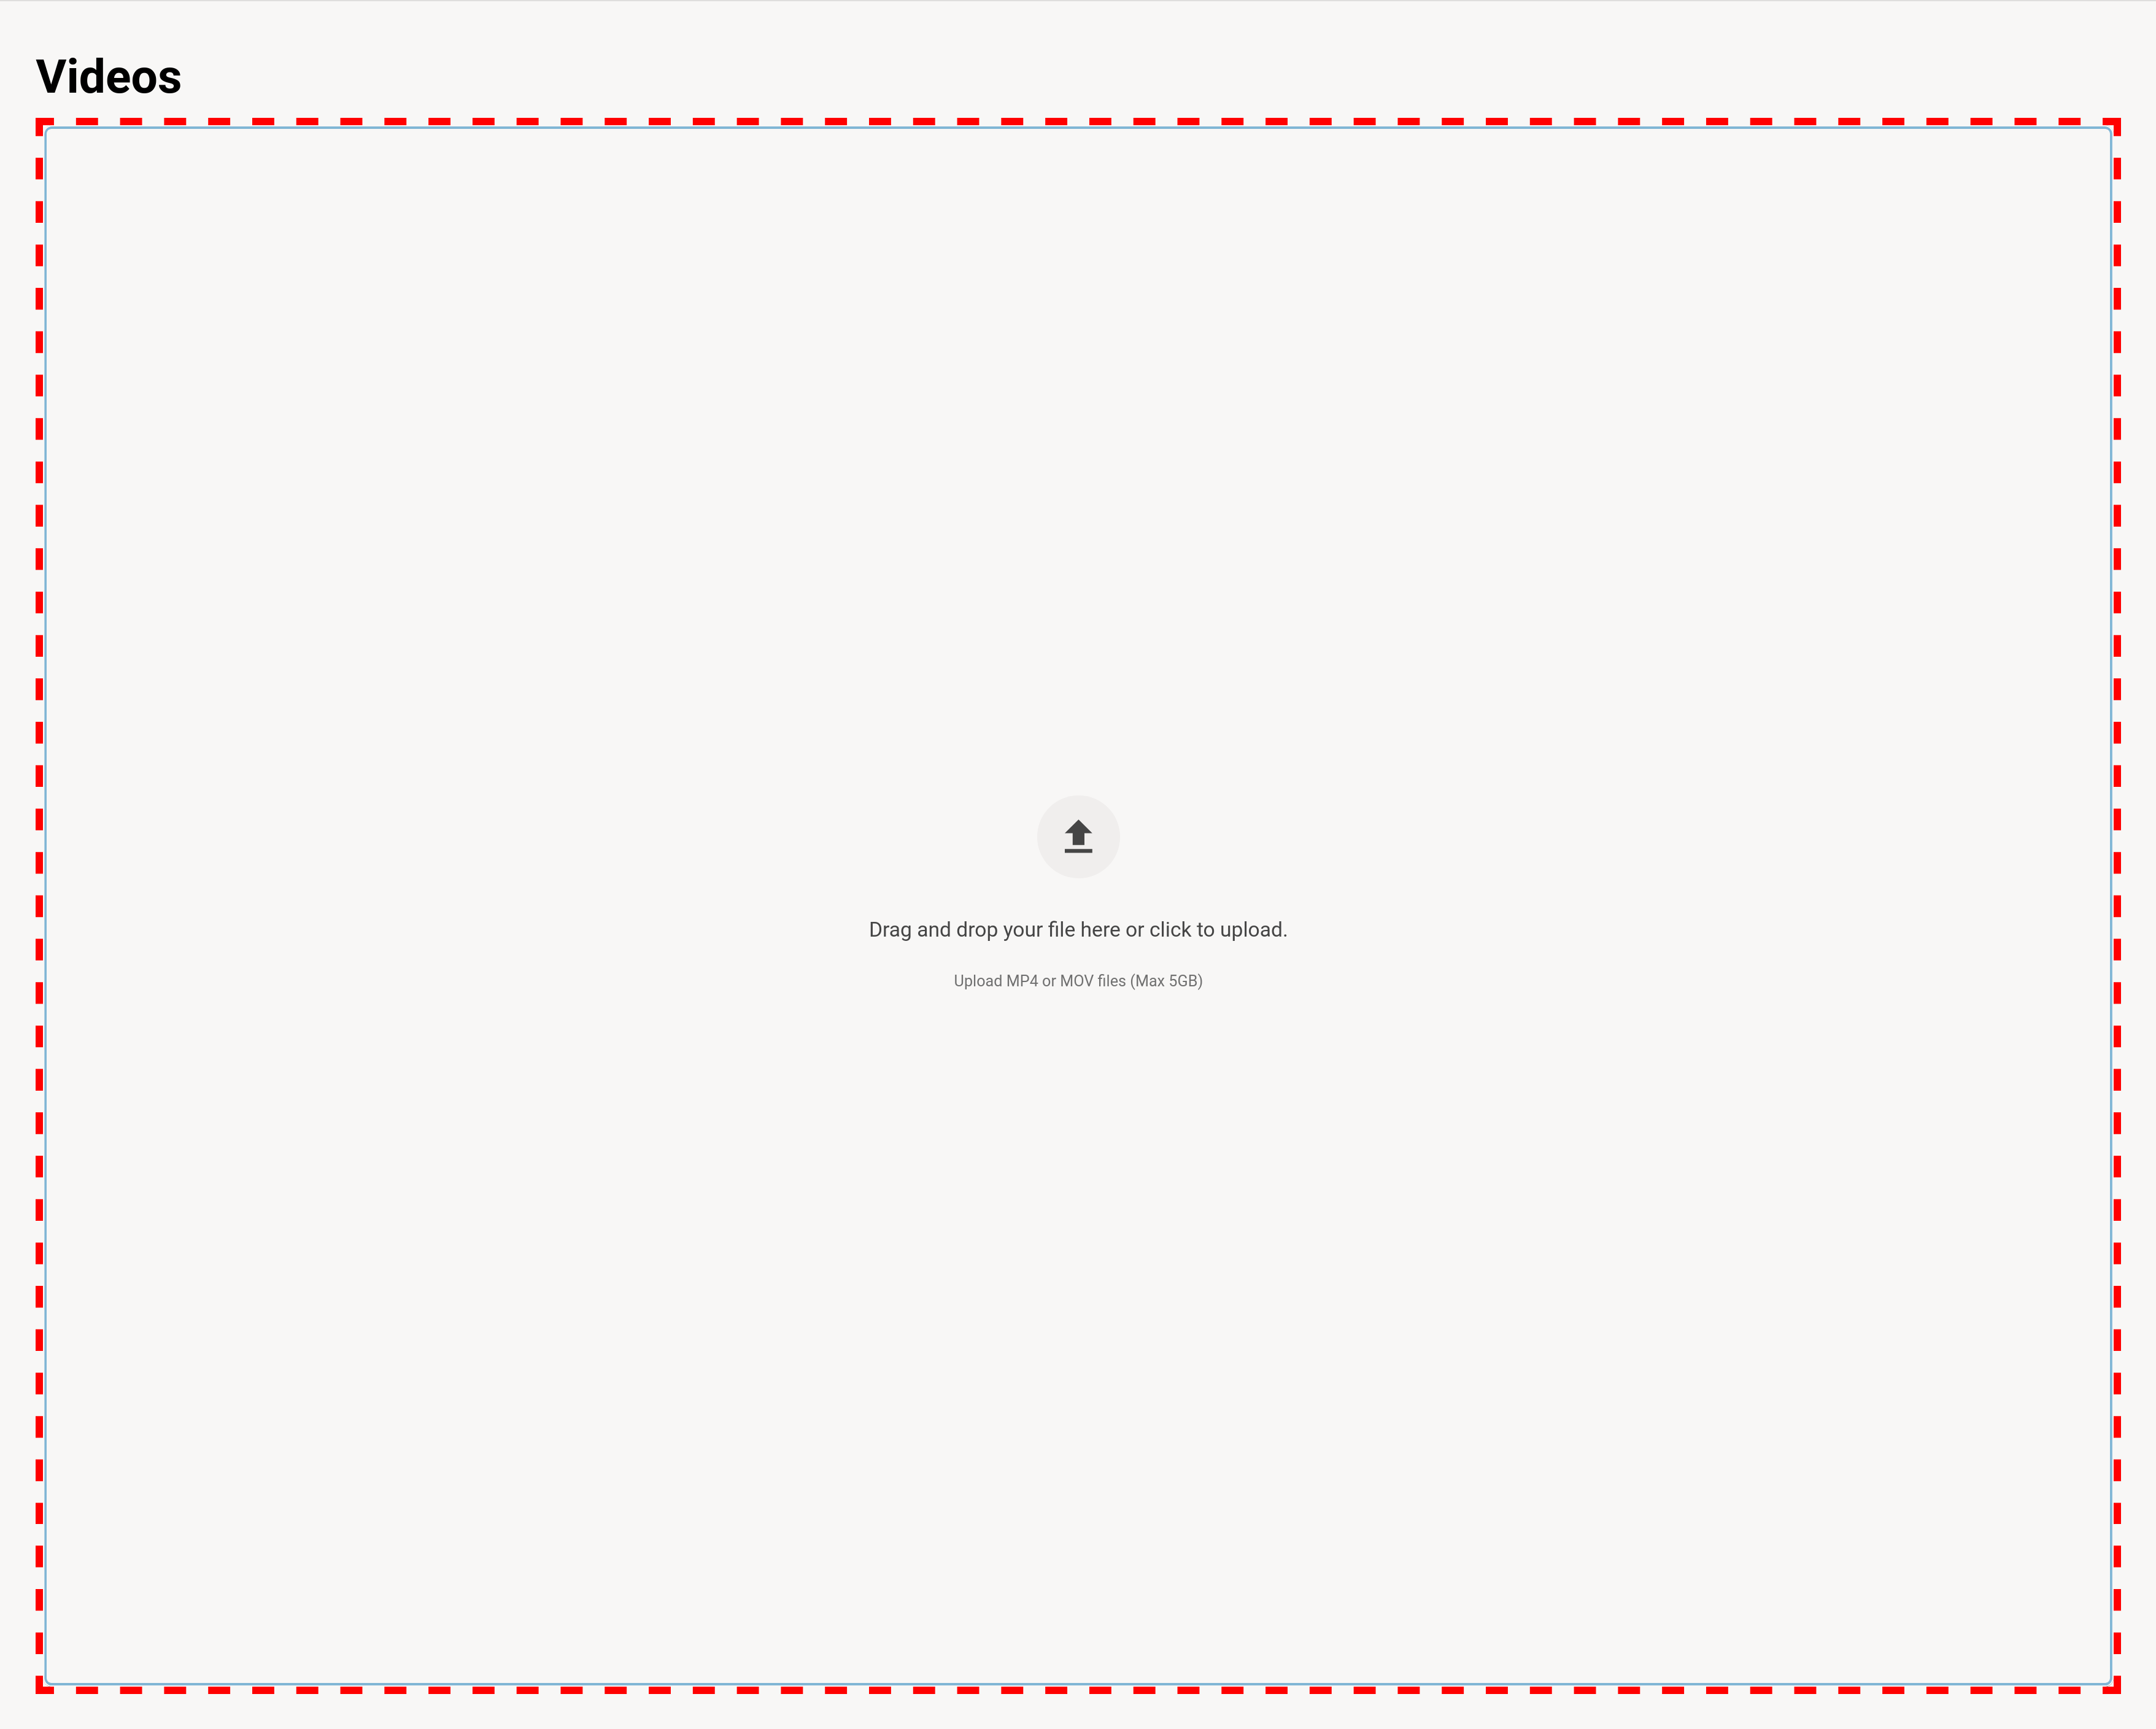 Videos
Drag and drop your file here or click to upload.
Upload MP4 or MOV files (Max 5GB)